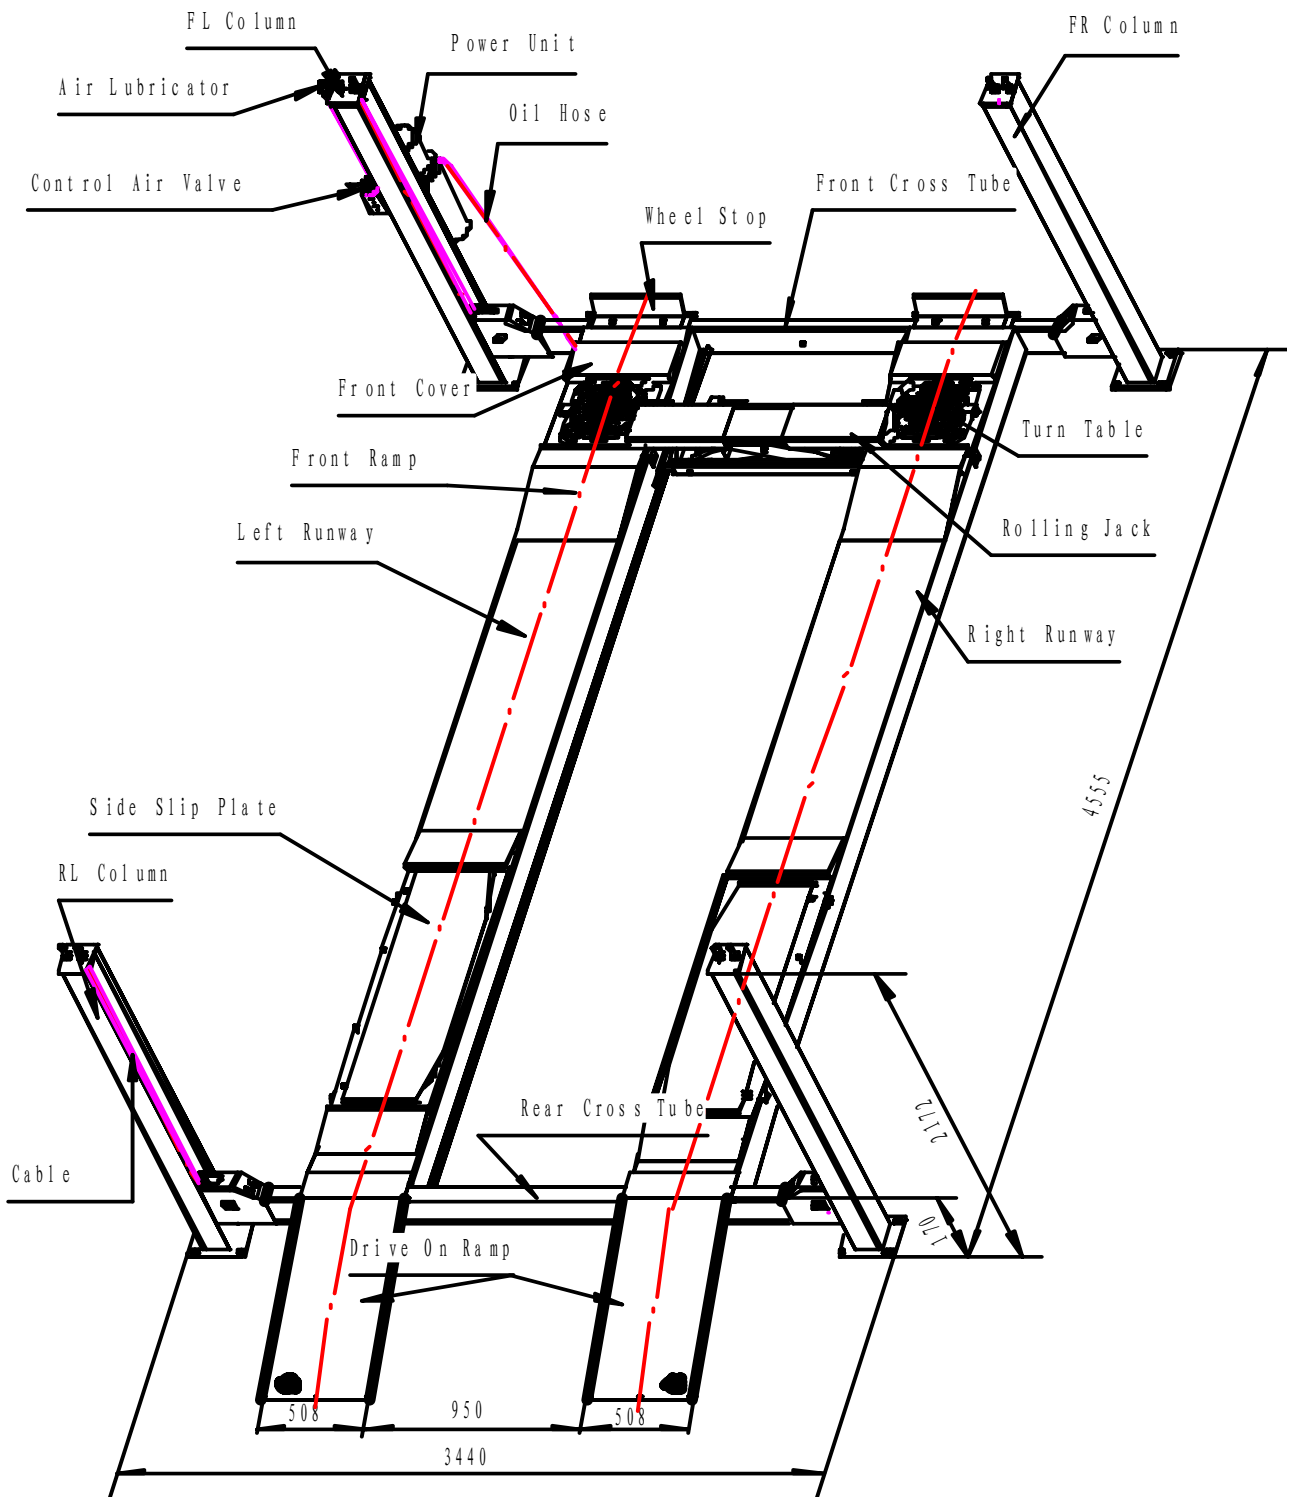 FL Column
FR Column
Power Unit
Air Lubricator
Oil Hose
Control Air Valve
Front Cross Tube
Wheel Stop
Front Cover
Turn Table
Front Ramp
Rolling Jack
Left Runway
Right Runway
4555
Side Slip Plate
RL Column
2172
Rear Cross Tube
Cable
170
Drive On Ramp
508
950
508
3440